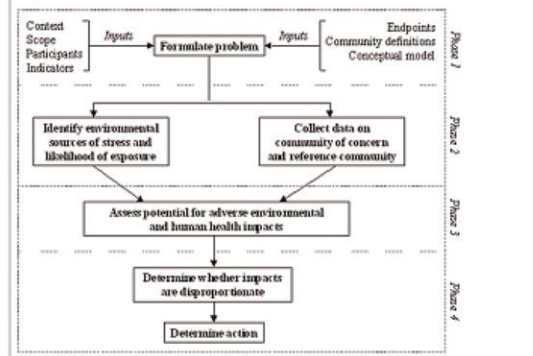 Context
Scope
Participants
Indicators
Inputs
Formulate problem
Inputs
Endpoints
Community definitions
Conceptual model
Phase 1
Identify environmental
sources of stress and
likelihood of exposure
Collect data on
community of concern
and reference community
Phase 2
Assess potential for adverse environmental
and human health impacts
Phase 3
Determine whether impacts
are disproportionate
Determine action
Phase 4